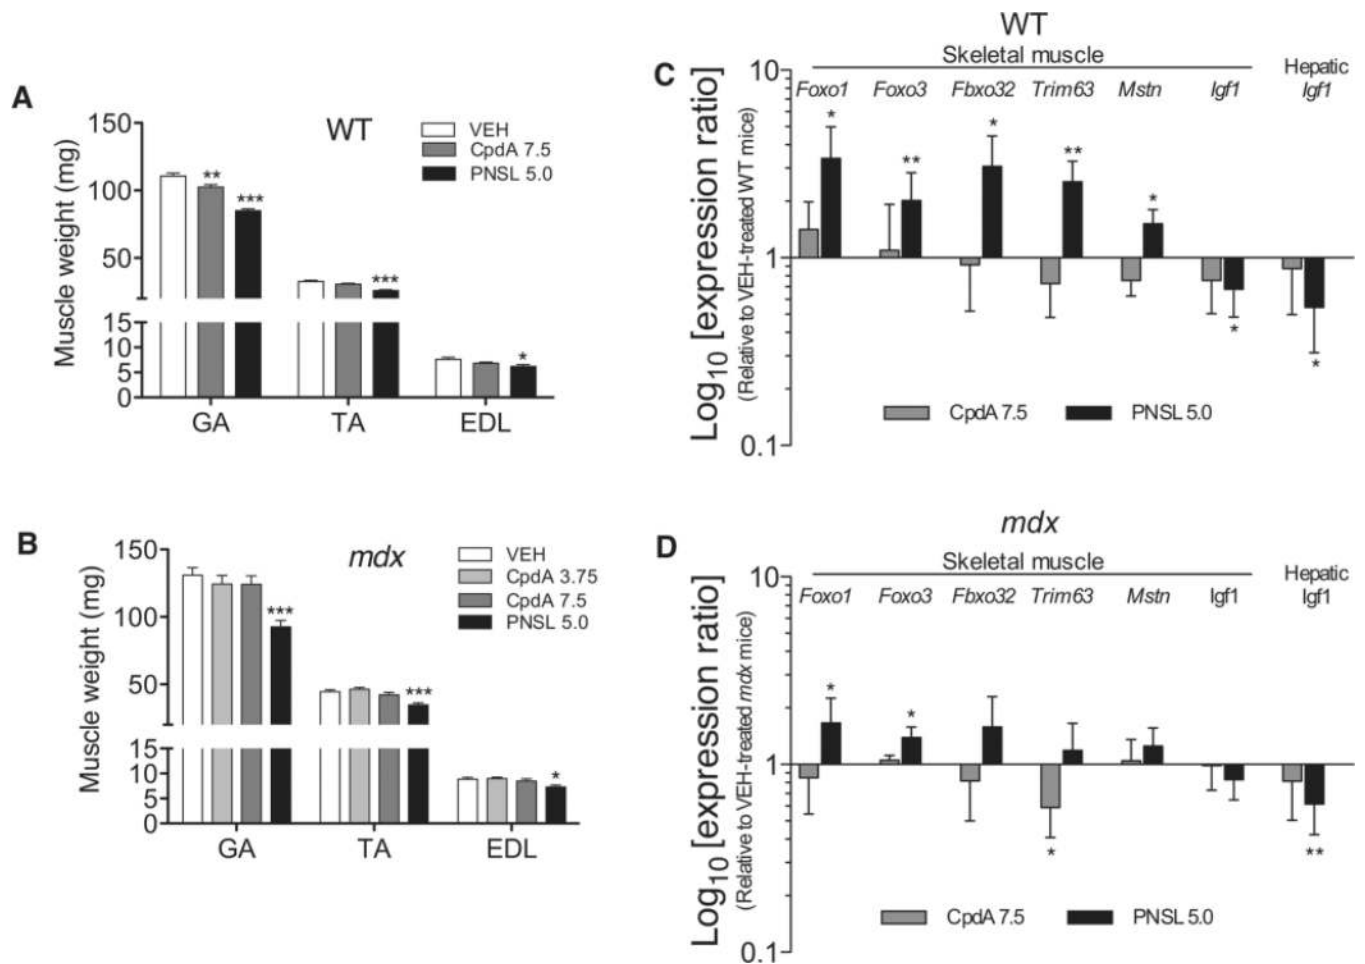 A
WT
Muscle weight (mg)
150
100
50
15
10
5
0
VEH
CpdA 7.5
PNSL 5.0
**
***
***
*
GA TA EDL
B
mdx
Muscle weight (mg)
150
100
50
15
10
5
0
VEH
CpdA 3.75
CpdA 7.5
PNSL 5.0
***
***
*
GA TA EDL
C
WT
Skeletal muscle
Hepatic
Foxo1 Foxo3 Fbxo32 Trim63 Mstn Igf1 Igf1
Log10 [expression ratio]
(Relative to VEH-treated WT mice)
10
1
0.1
* ** * ** *
*
*
CpdA 7.5 PNSL 5.0
D
mdx
Skeletal muscle
Hepatic
Foxo1 Foxo3 Fbxo32 Trim63 Mstn Igf1 Igf1
Log10 [expression ratio]
(Relative to VEH-treated mdx mice)
10
1
0.1
* *
* **
CpdA 7.5 PNSL 5.0